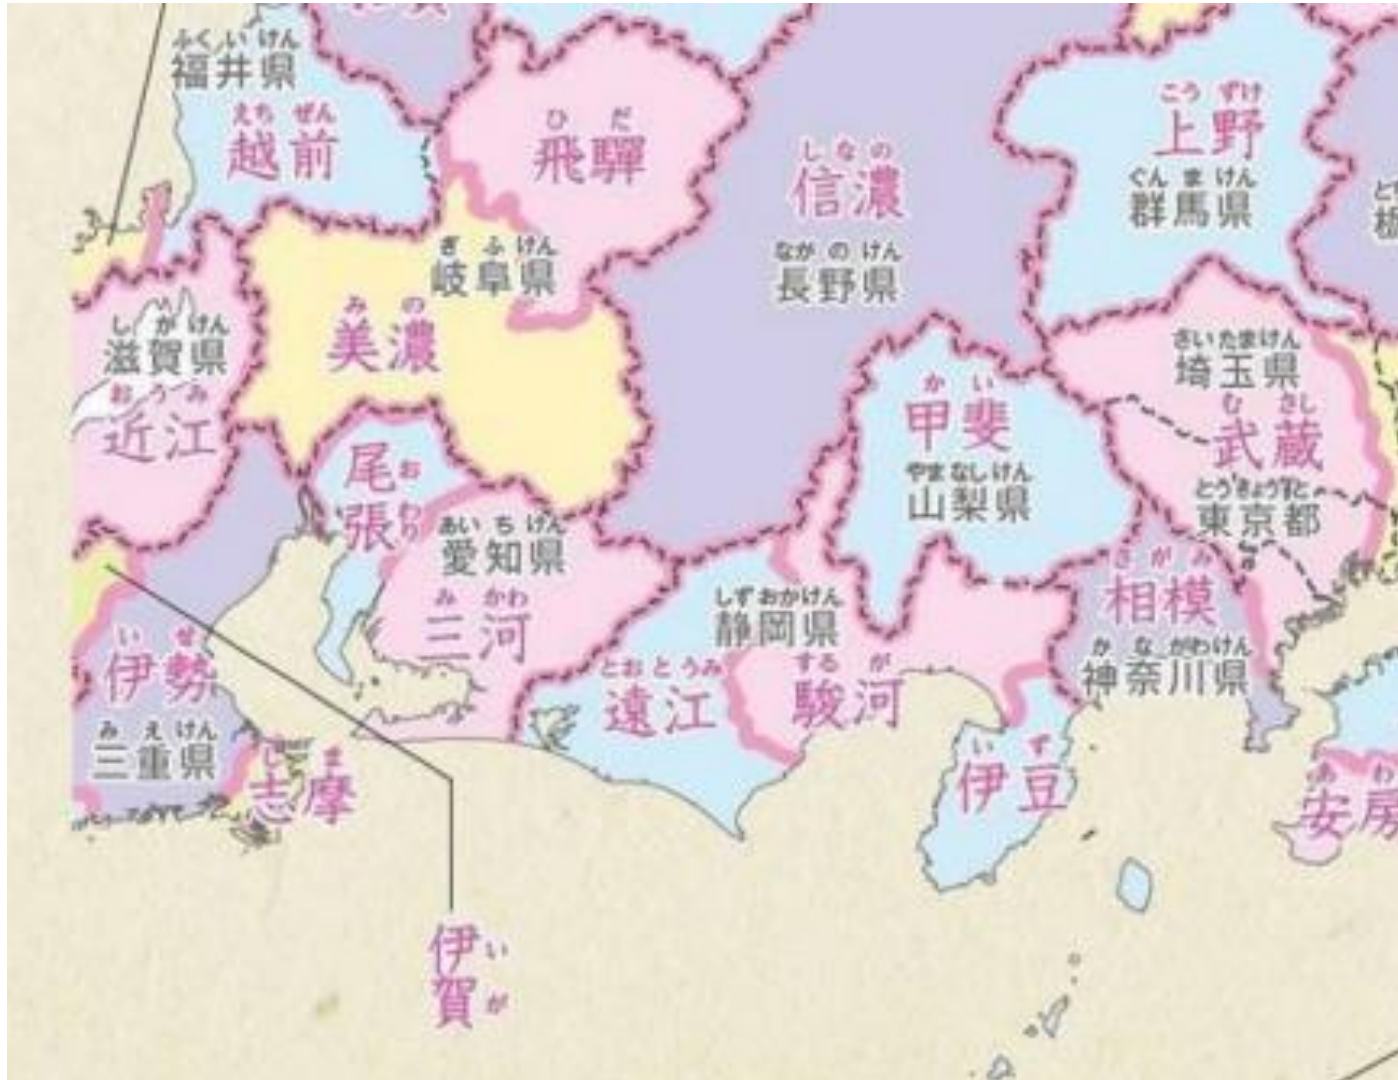 ふくいけん
福井県
えちぜん
越前
ひだ
飛騨
しなの
信濃
ながのけん
長野県
こうずけ
上野
ぐんまけん
群馬県
ぎふけん
岐阜県
みの
美濃
しがけん
滋賀県
おうみ
近江
さいたまけん
埼玉県
むさし
武蔵
とうきょうと
東京都
かい
甲斐
やまなしけん
山梨県
おわり
尾張
あいちけん
愛知県
みかわ
三河
さがみ
相模
かながわけん
神奈川県
しずおかけん
静岡県
とおとうみ
遠江
するが
駿河
いず
伊豆
いせ
伊勢
みえけん
三重県
しま
志摩
あわ
安房
いが
伊賀